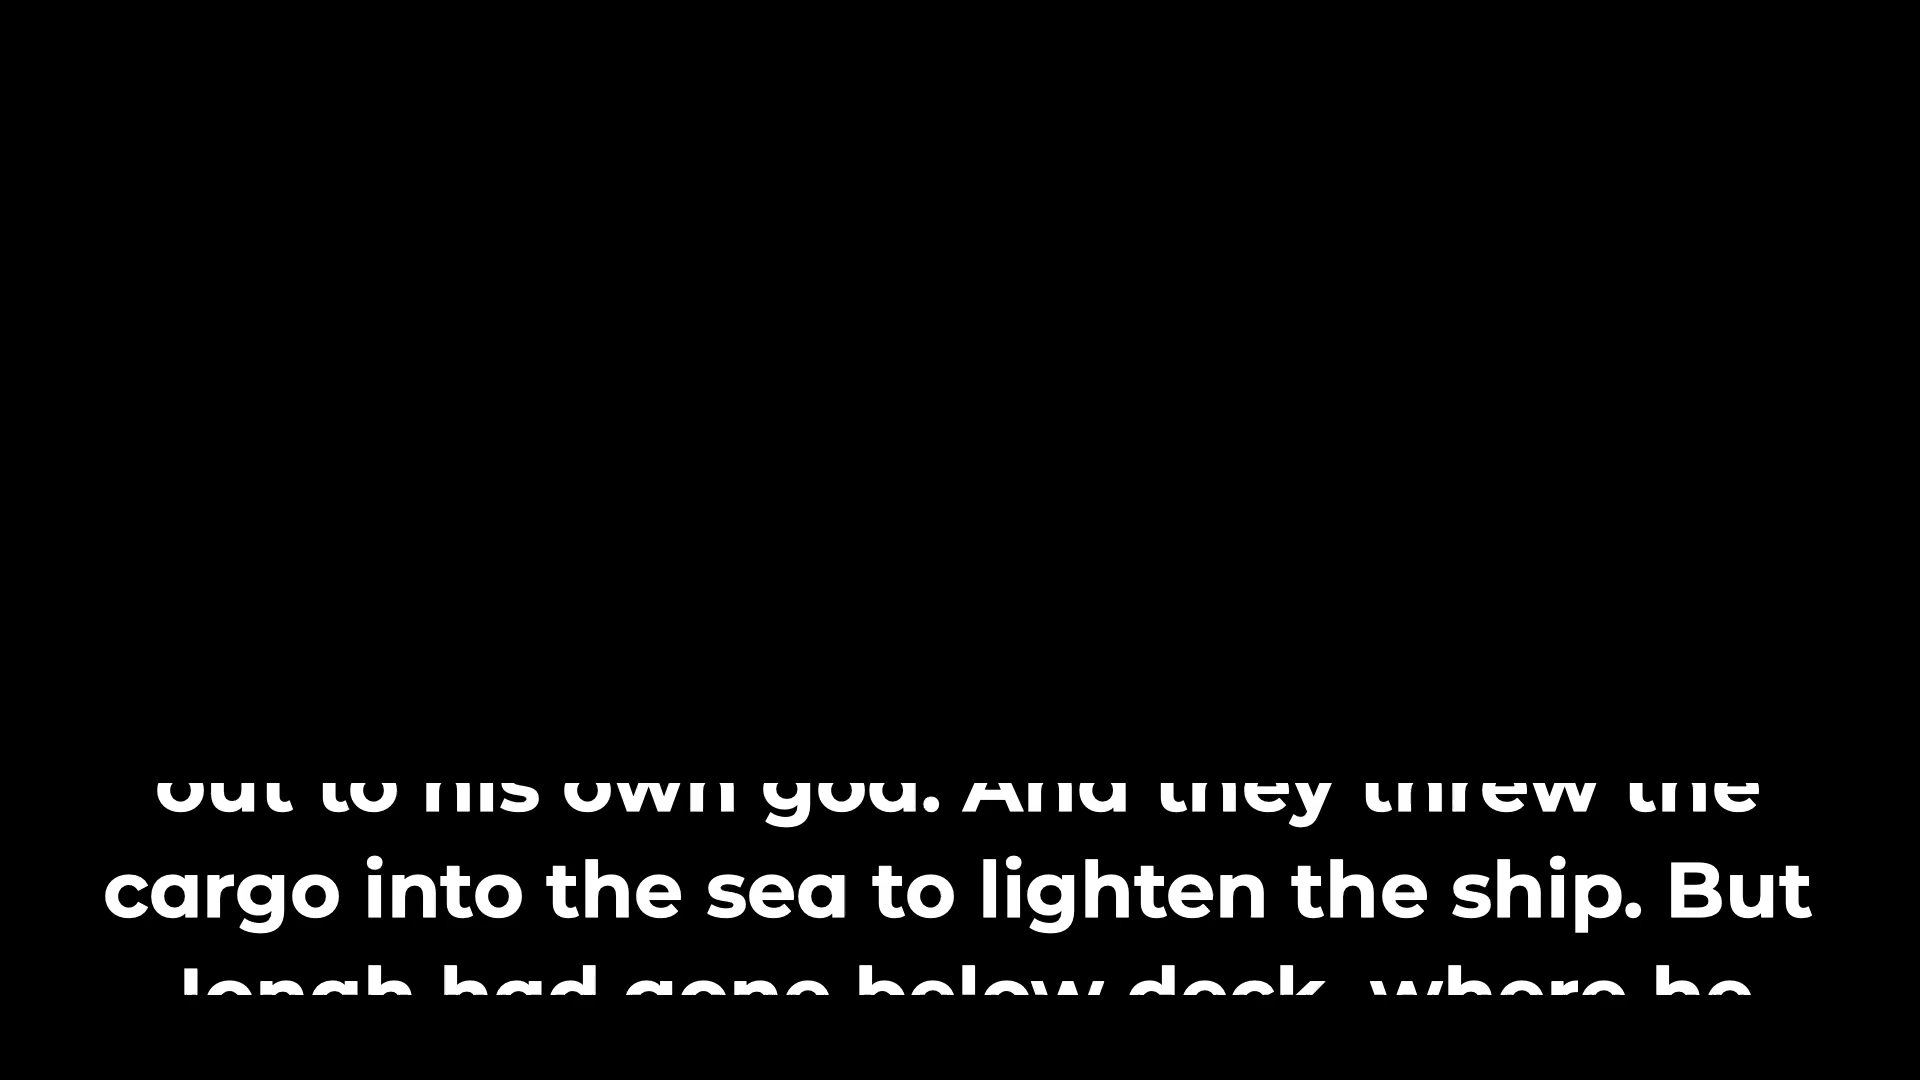 out to his own god. And they threw the
cargo into the sea to lighten the ship. But
Jonah had gone below deck, where he